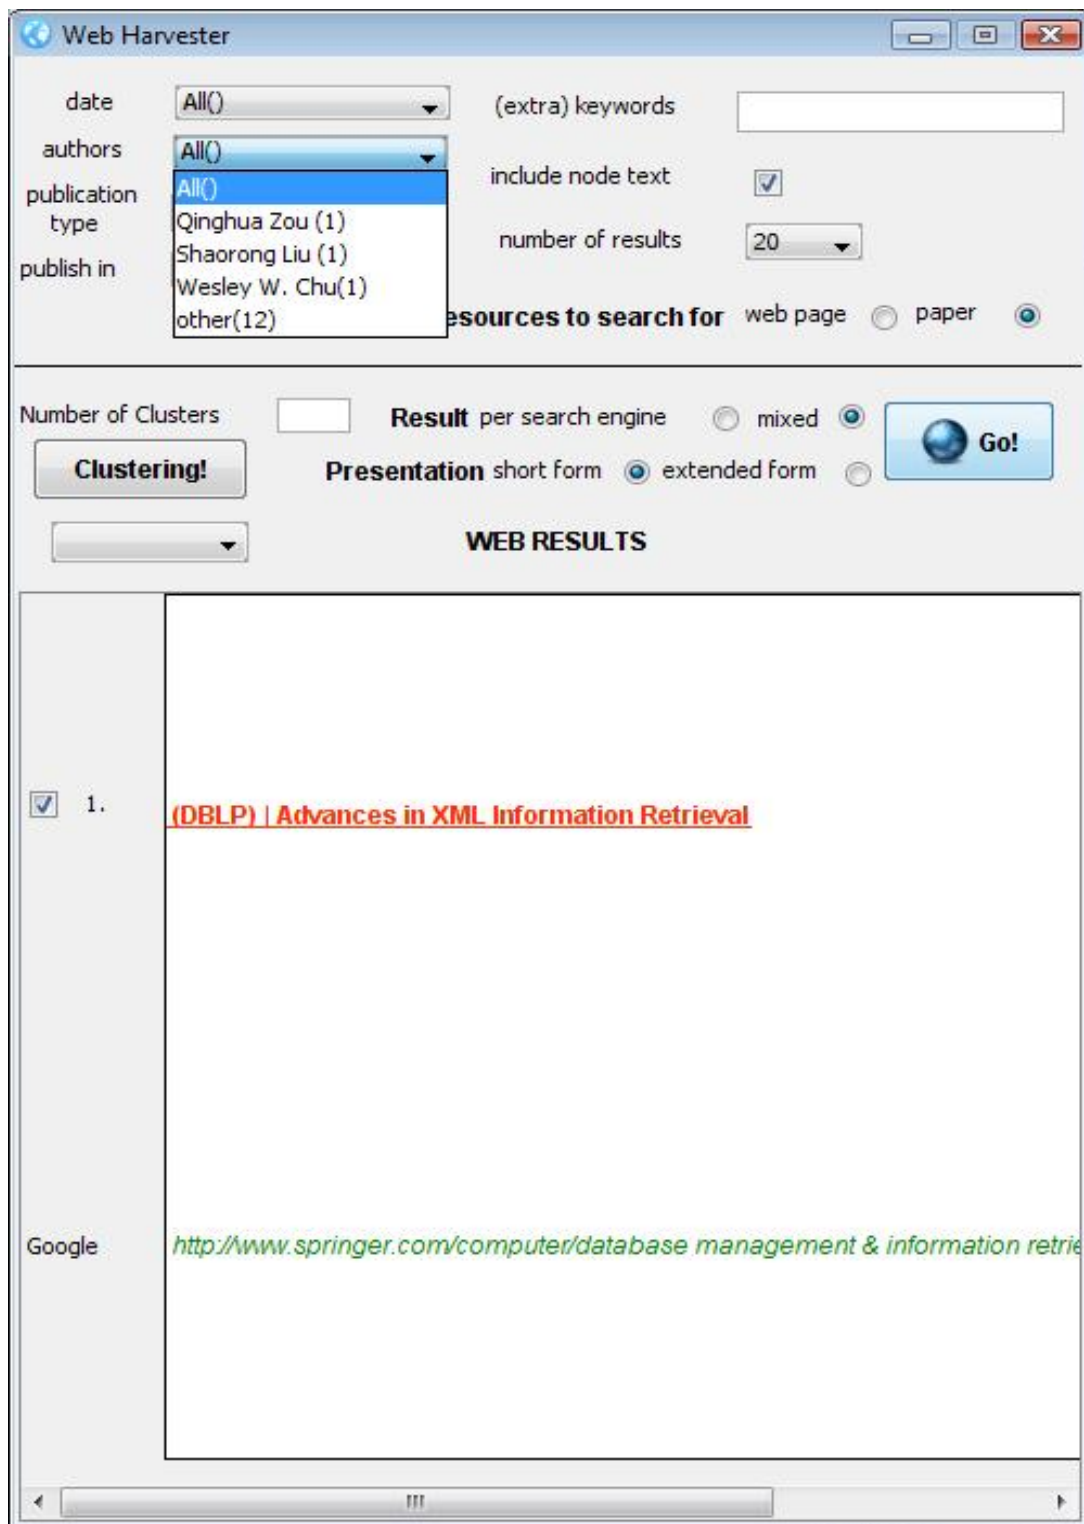 Web Harvester
date All() (extra) keywords
authors All()
include node text
All()
publication type
Qinghua Zou (1)
Shaorong Liu (1)
number of results 20
publish in
Wesley W. Chu(1)
other(12)
esources to search for web page paper
Number of Clusters Result per search engine mixed
Go!
Clustering! Presentation short form extended form
WEB RESULTS
1. (DBLP) | Advances in XML Information Retrieval
Google http://www.springer.com/computer/database management & information retrie